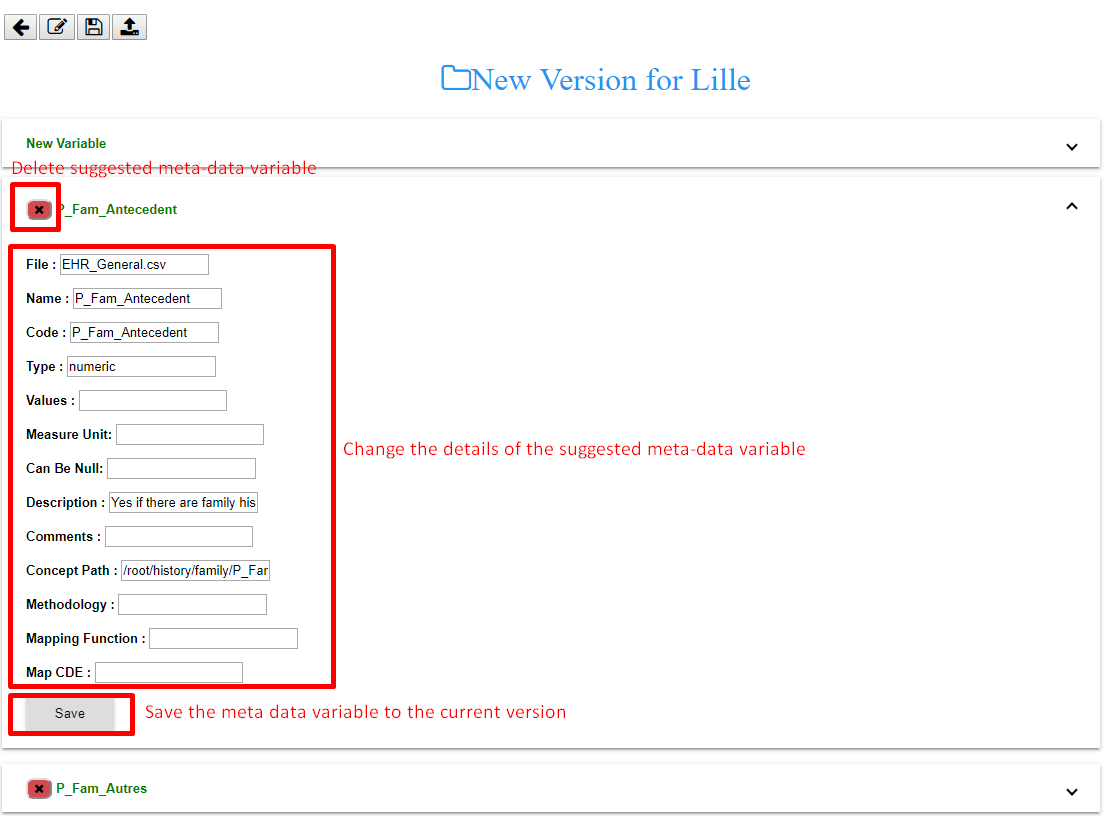 New Version for Lille
New Variable
Delete suggested meta-data variable
P_Fam_Antecedent
File : EHR_General.csv
Name : P_Fam_Antecedent
Code : P_Fam_Antecedent
Type : numeric
Values :
Measure Unit:
Change the details of the suggested meta-data variable
Can Be Null:
Description : Yes if there are family his
Comments :
Concept Path : /root/history/family/P_Far
Methodology :
Mapping Function :
Map CDE :
Save
Save the meta data variable to the current version
P_Fam_Autres